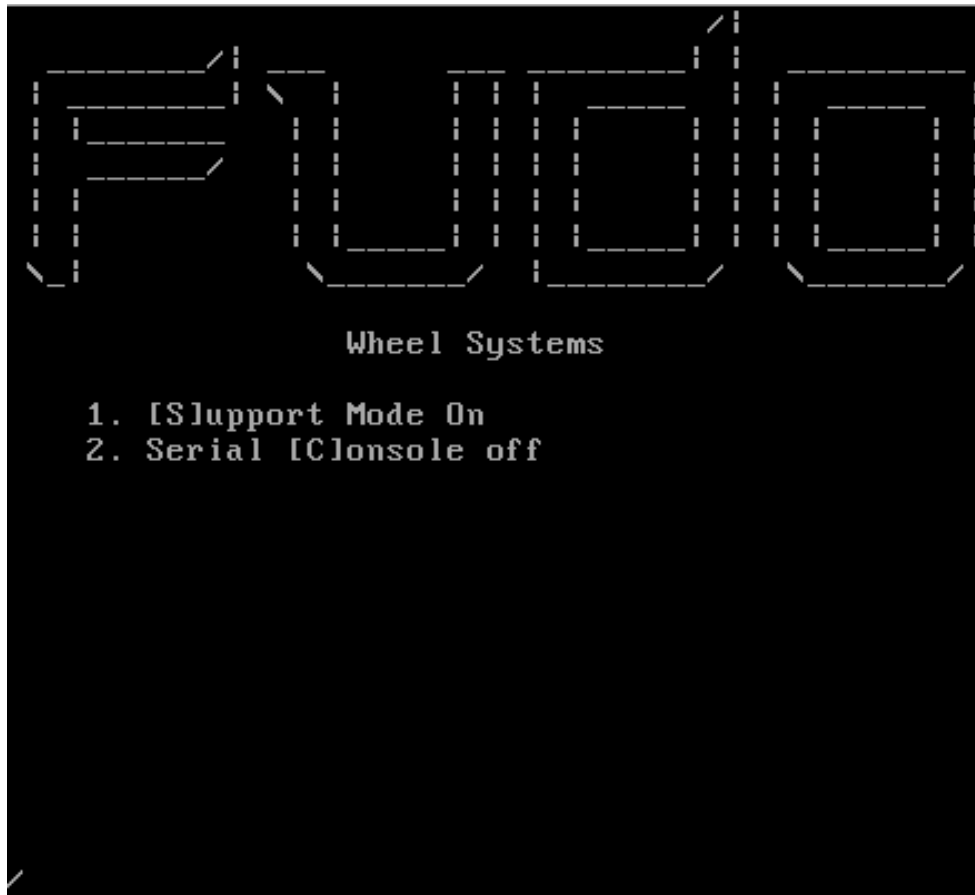 FUDO
Wheel Systems
1. [S]upport Mode On
2. Serial [C]onsole off
/